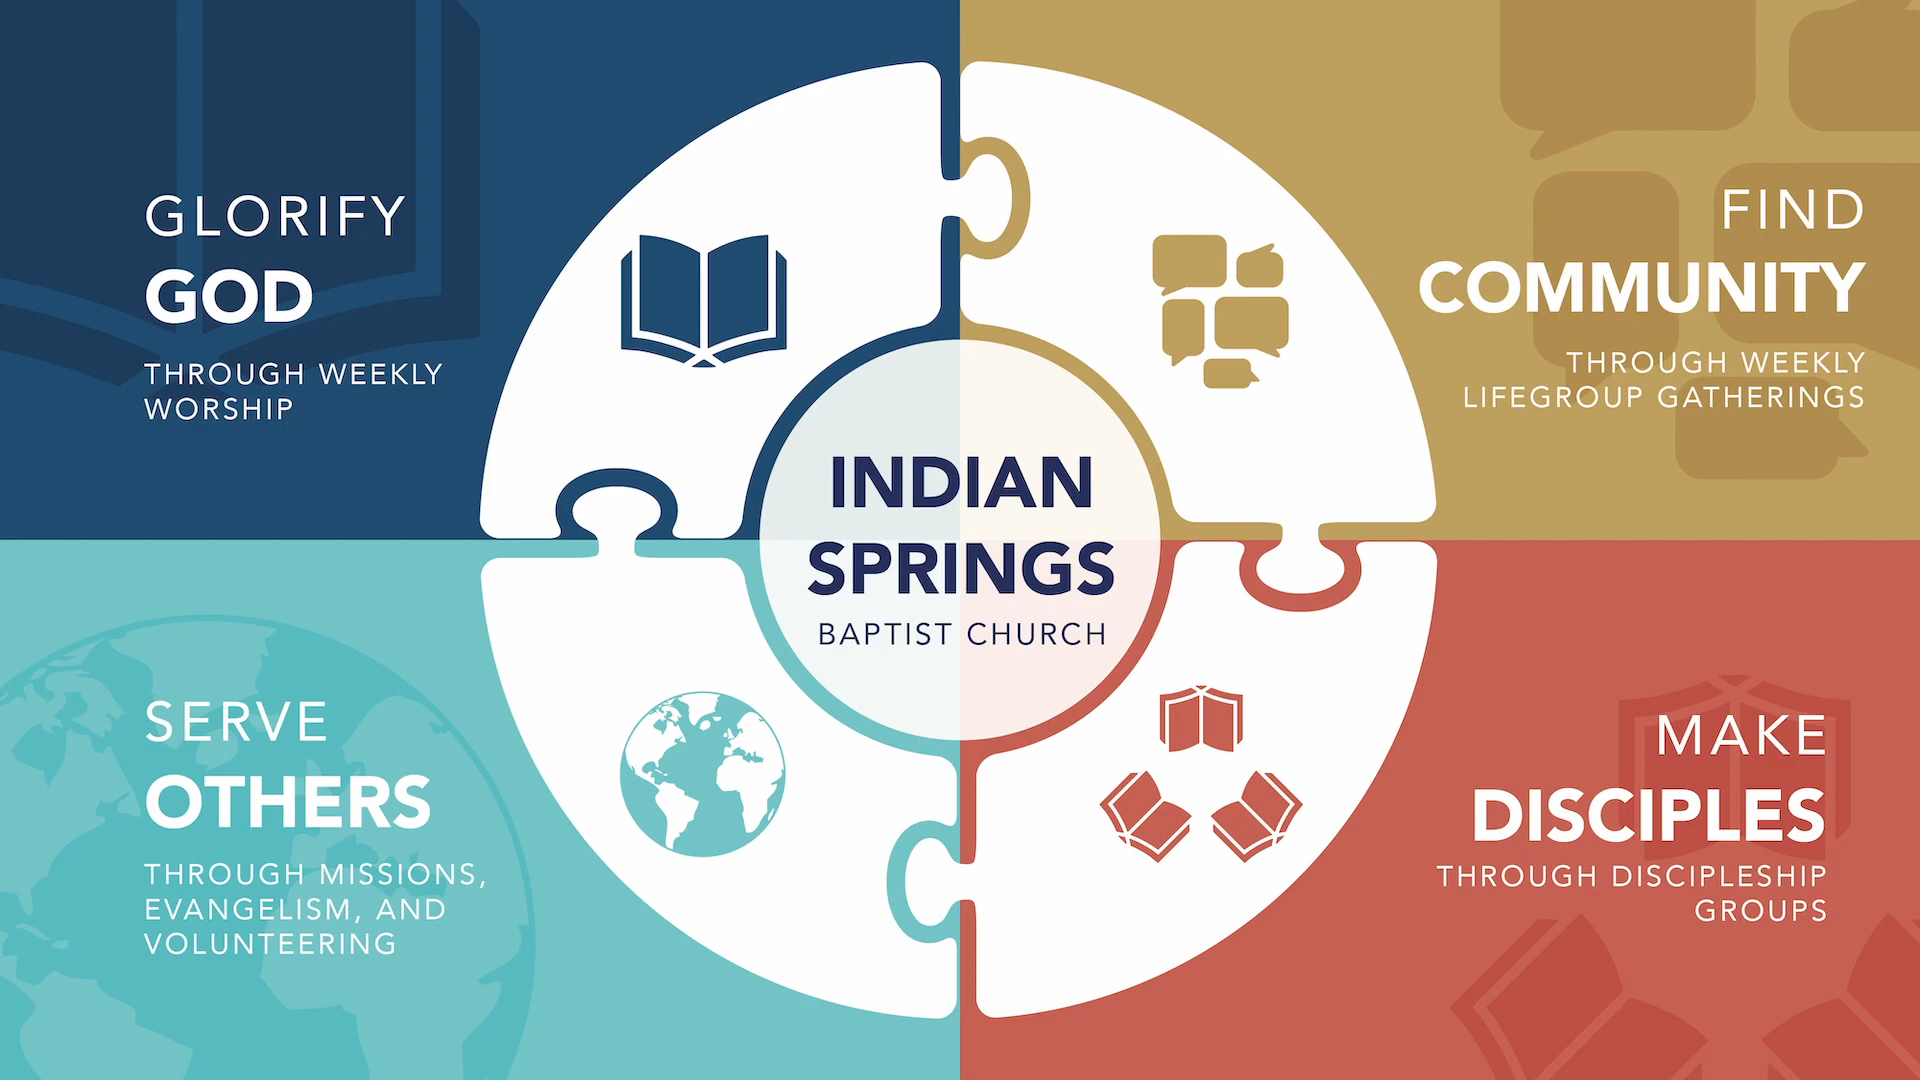 GLORIFY
GOD
THROUGH WEEKLY
WORSHIP
FIND
COMMUNITY
THROUGH WEEKLY
LIFEGROUP GATHERINGS
INDIAN
SPRINGS
BAPTIST CHURCH
SERVE
OTHERS
THROUGH MISSIONS,
EVANGELISM, AND
VOLUNTEERING
MAKE
DISCIPLES
THROUGH DISCIPLESHIP
GROUPS